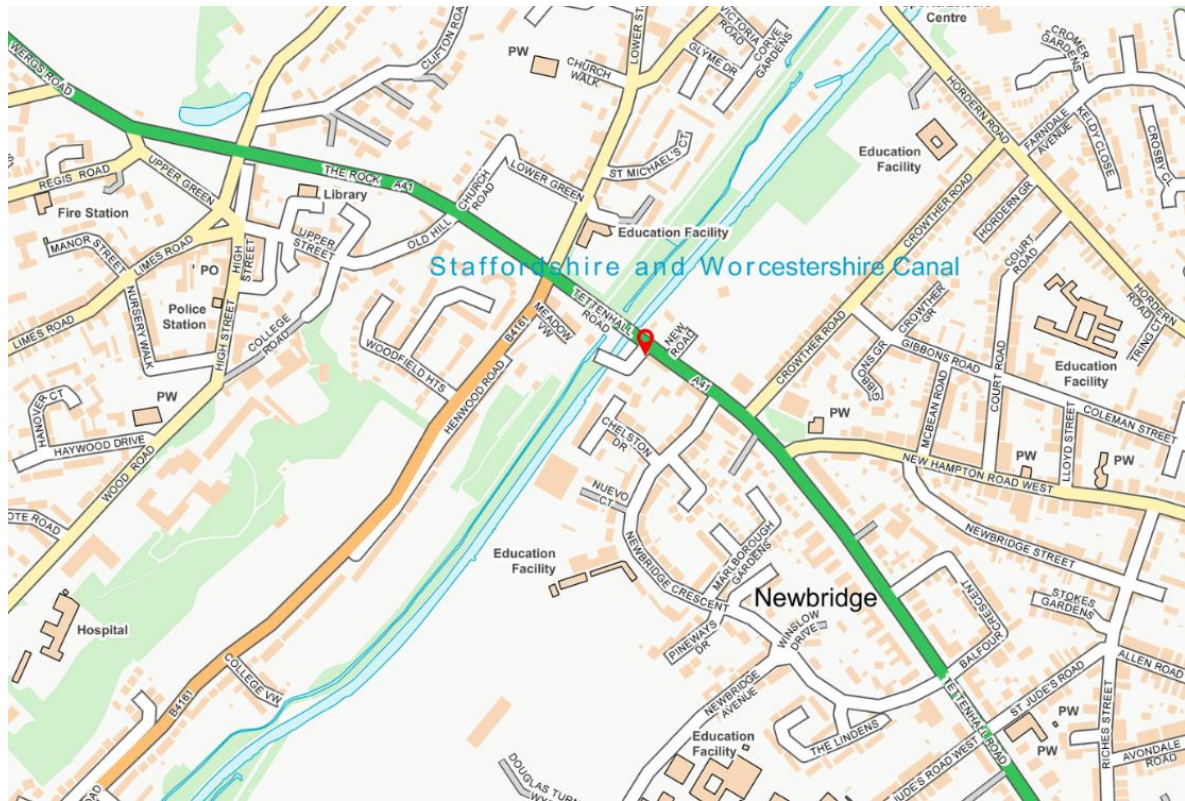 Centre
WERGS ROAD
CLIFTON ROAD
PW
CHURCH
WALK
VICTORIA
ROAD
GLYME DR
CORVE
GARDENS
CROMER
GARDENS
HORDERN ROAD
FARNDALE
AVENUE
KELDY CLOSE
CROSBY CL
Education
Facility
UPPER GREEN
REGIS ROAD
THE ROCK
A41
LOWER GREEN
ST MICHAEL'S CT
Library
CHURCH
ROAD
OLD HILL
Fire Station
MANOR STREET
LIMES ROAD
UPPER
STREET
HIGH
STREET
PO
Police
Station
NURSERY WALK
LIMES ROAD
HIGH STREET
COLLEGE
ROAD
Education Facility
CROWTHER ROAD
HORDERN GR
COURT
ROAD
Staffordshire and Worcestershire Canal
TETTENHALL
ROAD
MEADOW
VW
B4161
NEW
ROAD
WOODFIELD HTS
HENWOOD ROAD
A41
CROWTHER ROAD
CROWTHER
GR
GIBBONS GR
GIBBONS ROAD
HORDERN
ROAD
TRING CT
Education
Facility
COURT ROAD
MCBEAN ROAD
COLEMAN STREET
LLOYD STREET
HANOVER CT
PW
HAYWOOD DRIVE
WOOD ROAD
OTE ROAD
CHELSTON
DR
NUEVO
CT
PW
PW
PW
NEW HAMPTON ROAD WEST
NEWBRIDGE STREET
Education
Facility
NEWBRIDGE CRESCENT
MARLBOROUGH
GARDENS
Newbridge
PINEWAYS
DR
WINSLOW
DRIVE
BALFOUR
CRESCENT
STOKES
GARDENS
Hospital
COLLEGE VW
B4161
NEWBRIDGE
AVENUE
THE LINDENS
TETTENHALL ROAD
ST JUDE'S ROAD
ALLEN ROAD
PW
PW
RICHES STREET
AVONDALE
ROAD
Education
Facility
ST JUDE'S ROAD WEST
DOUGLAS TURN